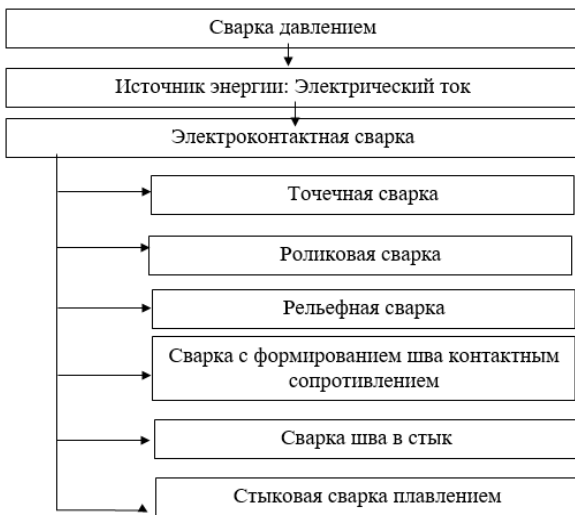 Сварка давлением
Источник энергии: Электрический ток
Электроконтактная сварка
Точечная сварка
Роликовая сварка
Рельефная сварка
Сварка с формированием шва контактным
сопротивлением
Сварка шва в стык
Стыковая сварка плавлением